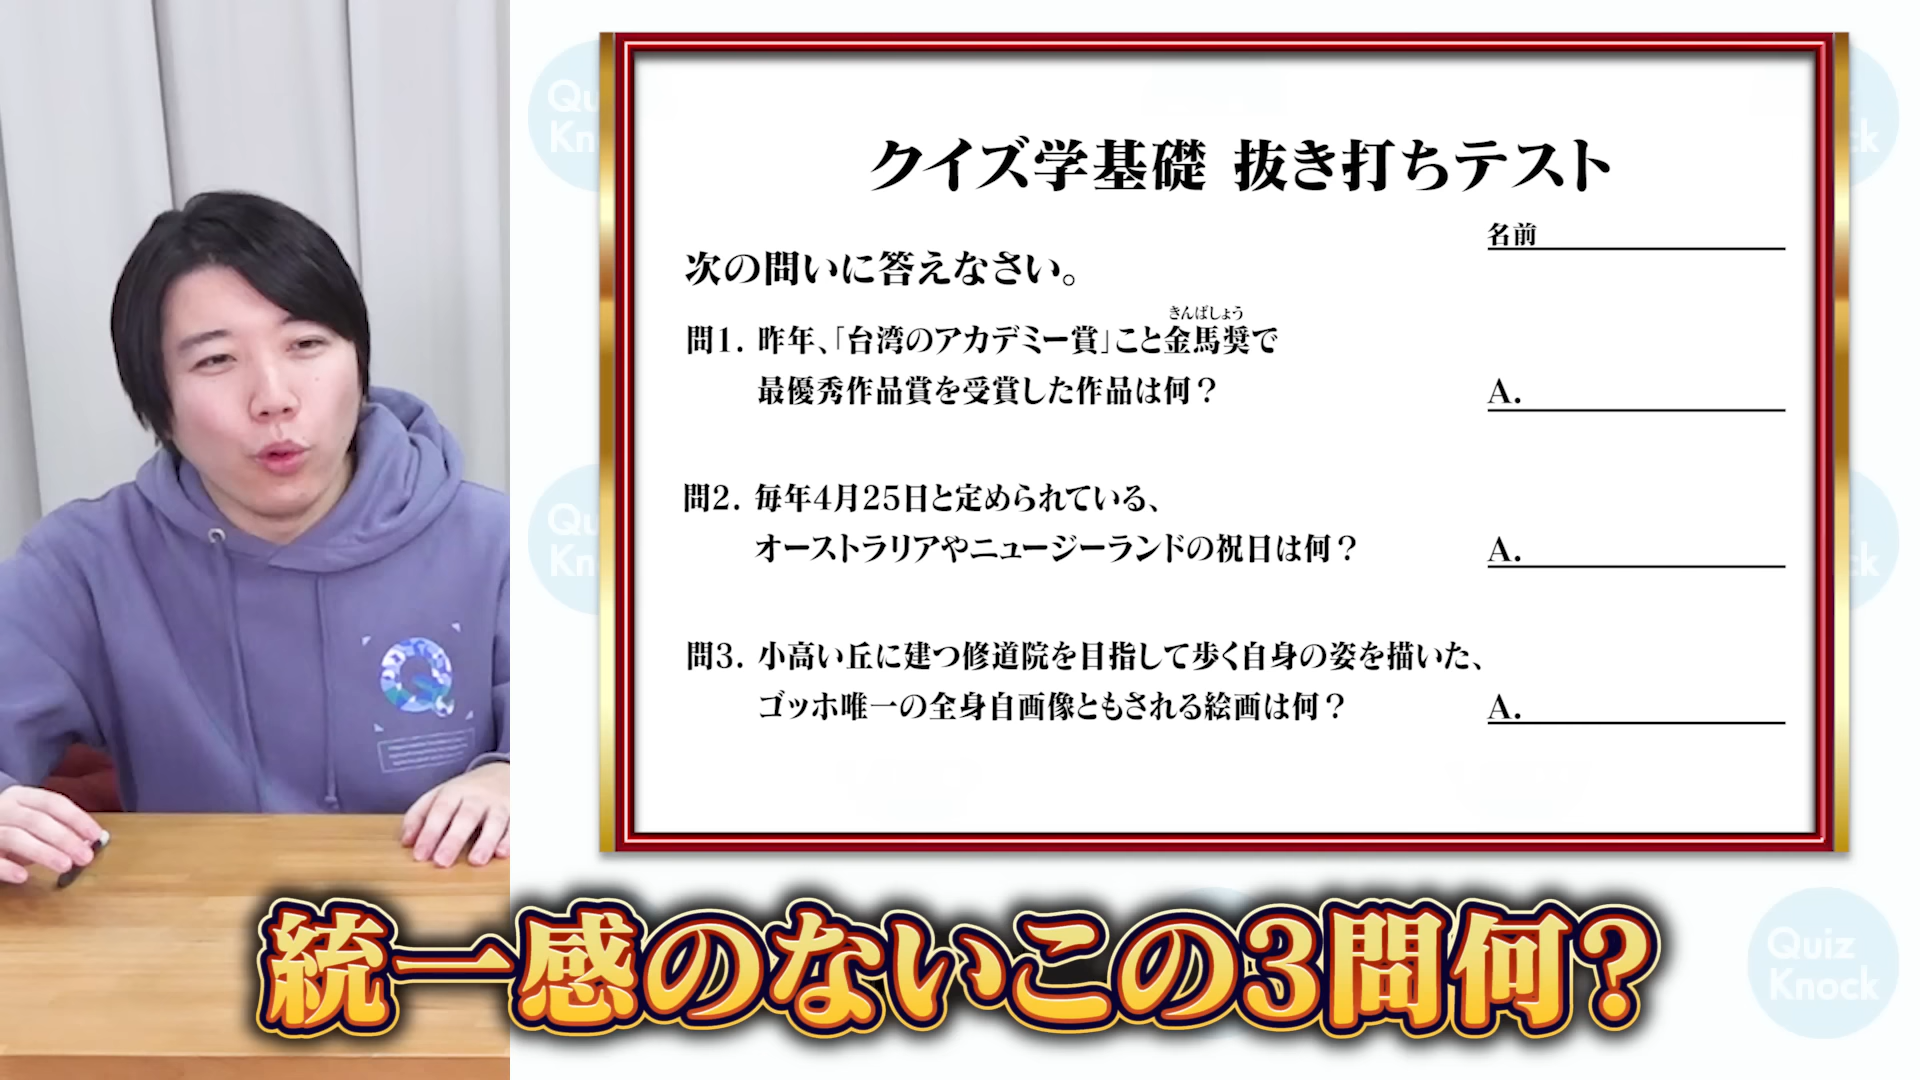 クイズ学基礎 抜き打ちテスト
名前
次の問いに答えなさい。
きんばしょう
問1. 昨年、「台湾のアカデミー賞」こと金馬奨で
最優秀作品賞を受賞した作品は何?
A.
問2. 毎年4月25日と定められている、
オーストラリアやニュージーランドの祝日は何?
A.
問3. 小高い丘に建つ修道院を目指して歩く自身の姿を描いた、
ゴッホ唯一の全身自画像ともされる絵画は何?
A.
統一感のないこの3問何?
Quiz
Knock
Q